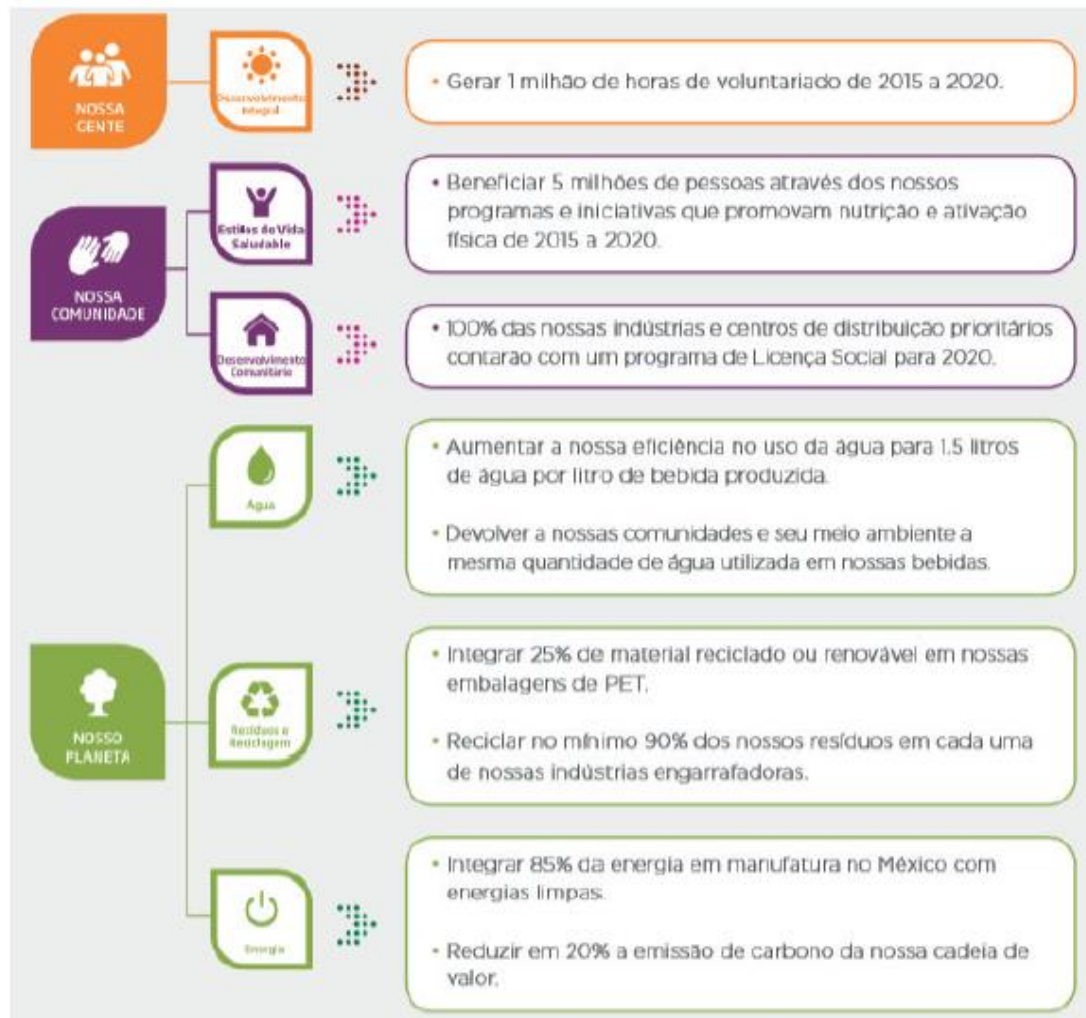 NOSSA
GENTE
Desenvolvimento
Integral
• Gerar 1 milhão de horas de voluntariado de 2015 a 2020.
NOSSA
COMUNIDADE
Estilos de Vida
Saludable
• Beneficiar 5 milhões de pessoas através dos nossos
programas e iniciativas que promovam nutrição e ativação
física de 2015 a 2020.
Desenvolvimento
Comunitário
• 100% das nossas indústrias e centros de distribuição prioritários
contarão com um programa de Licença Social para 2020.
NOSSO
PLANETA
Água
• Aumentar a nossa eficiência no uso da água para 1.5 litros
de água por litro de bebida produzida.
• Devolver a nossas comunidades e seu meio ambiente a
mesma quantidade de água utilizada em nossas bebidas.
Resíduos e
Reciclagem
• Integrar 25% de material reciclado ou renovável em nossas
embalagens de PET.
• Reciclar no mínimo 90% dos nossos resíduos em cada uma
de nossas indústrias engarrafadoras.
Energia
• Integrar 85% da energia em manufatura no México com
energias limpas.
• Reduzir em 20% a emissão de carbono da nossa cadeia de
valor.